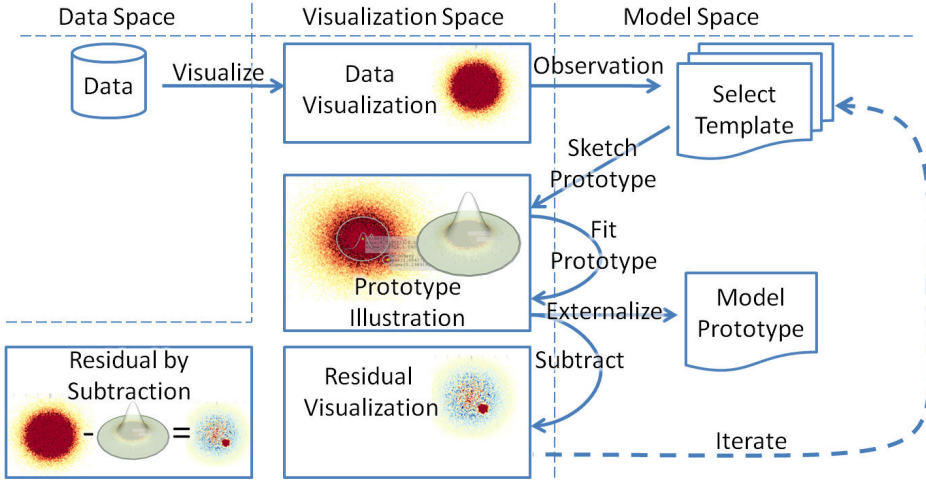 Data Space
Visualization Space
Model Space
Data
Visualize
Data
Visualization
Observation
Select
Template
Sketch
Prototype
Fit
Prototype
Prototype
Illustration
Externalize
Model
Prototype
Subtract
Residual by
Subtraction
- =
Residual
Visualization
Iterate